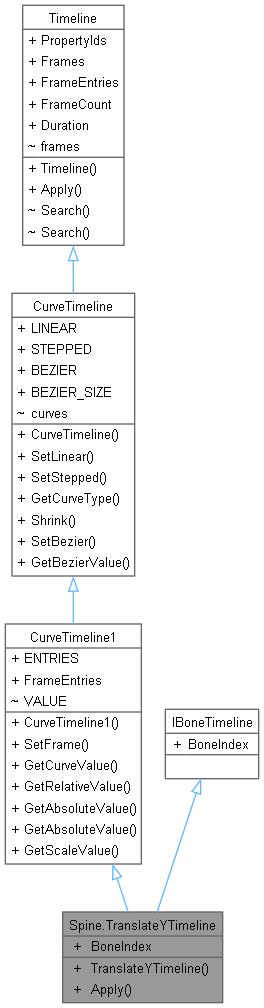 Timeline
+ PropertyIds
+ Frames
+ FrameEntries
+ FrameCount
+ Duration
~ frames
+ Timeline()
+ Apply()
~ Search()
~ Search()
CurveTimeline
+ LINEAR
+ STEPPED
+ BEZIER
+ BEZIER_SIZE
~ curves
+ CurveTimeline()
+ SetLinear()
+ SetStepped()
+ GetCurveType()
+ Shrink()
+ SetBezier()
+ GetBezierValue()
CurveTimeline1
+ ENTRIES
+ FrameEntries
~ VALUE
+ CurveTimeline1()
+ SetFrame()
+ GetCurveValue()
+ GetRelativeValue()
+ GetAbsoluteValue()
+ GetAbsoluteValue()
+ GetScaleValue()
IBoneTimeline
+ BoneIndex
Spine.TranslateYTimeline
+ BoneIndex
+ TranslateYTimeline()
+ Apply()